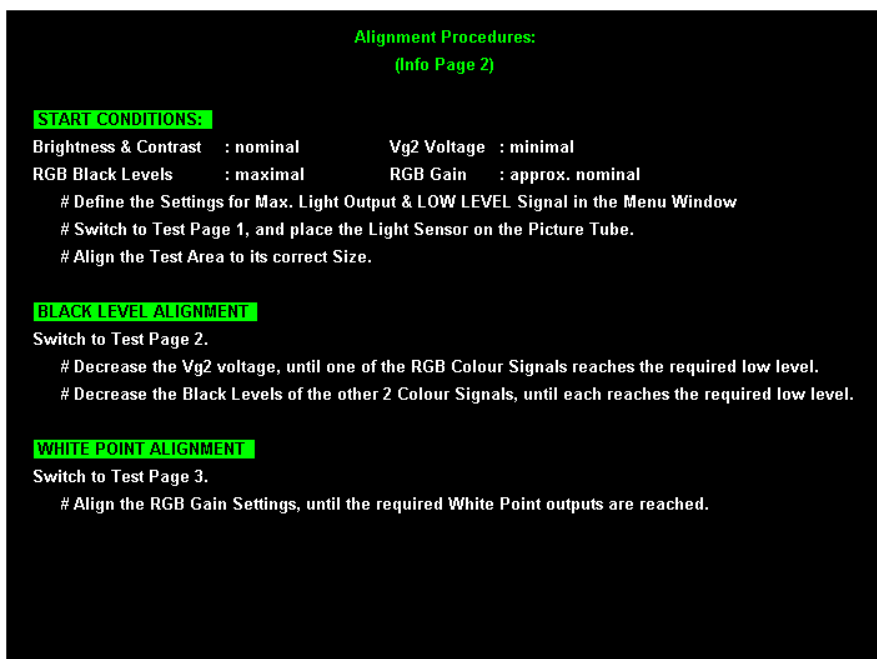 Alignment Procedures:
(Info Page 2)
START CONDITIONS:
Brightness & Contrast : nominal Vg2 Voltage : minimal
RGB Black Levels : maximal RGB Gain : approx. nominal
# Define the Settings for Max. Light Output & LOW LEVEL Signal in the Menu Window
# Switch to Test Page 1, and place the Light Sensor on the Picture Tube.
# Align the Test Area to its correct Size.
BLACK LEVEL ALIGNMENT
Switch to Test Page 2.
# Decrease the Vg2 voltage, until one of the RGB Colour Signals reaches the required low level.
# Decrease the Black Levels of the other 2 Colour Signals, until each reaches the required low level.
WHITE POINT ALIGNMENT
Switch to Test Page 3.
# Align the RGB Gain Settings, until the required White Point outputs are reached.